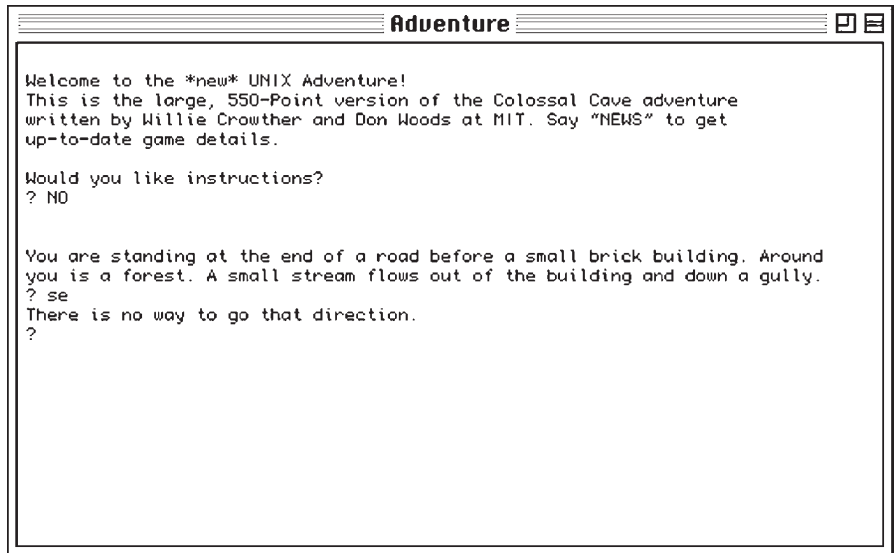 Adventure
Welcome to the *new* UNIX Adventure!
This is the large, 550-Point version of the Colossal Cave adventure
written by Willie Crowther and Don Woods at MIT. Say “NEWS” to get
up-to-date game details.
Would you like instructions?
? NO
You are standing at the end of a road before a small brick building. Around
you is a forest. A small stream flows out of the building and down a gully.
? se
There is no way to go that direction.
?